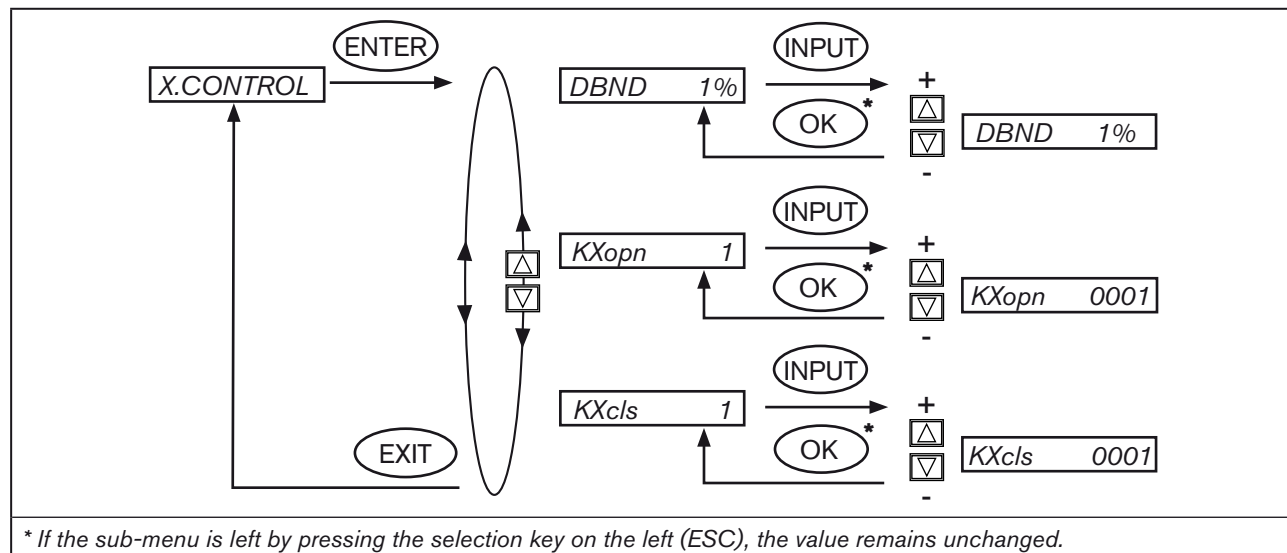 ENTER
X.CONTROL
EXIT
DBND 1%
INPUT
OK *
+
-
DBND 1%
KXopn 1
INPUT
OK *
+
-
KXopn 0001
KXcls 1
INPUT
OK *
+
-
KXcls 0001
* If the sub-menu is left by pressing the selection key on the left (ESC), the value remains unchanged.